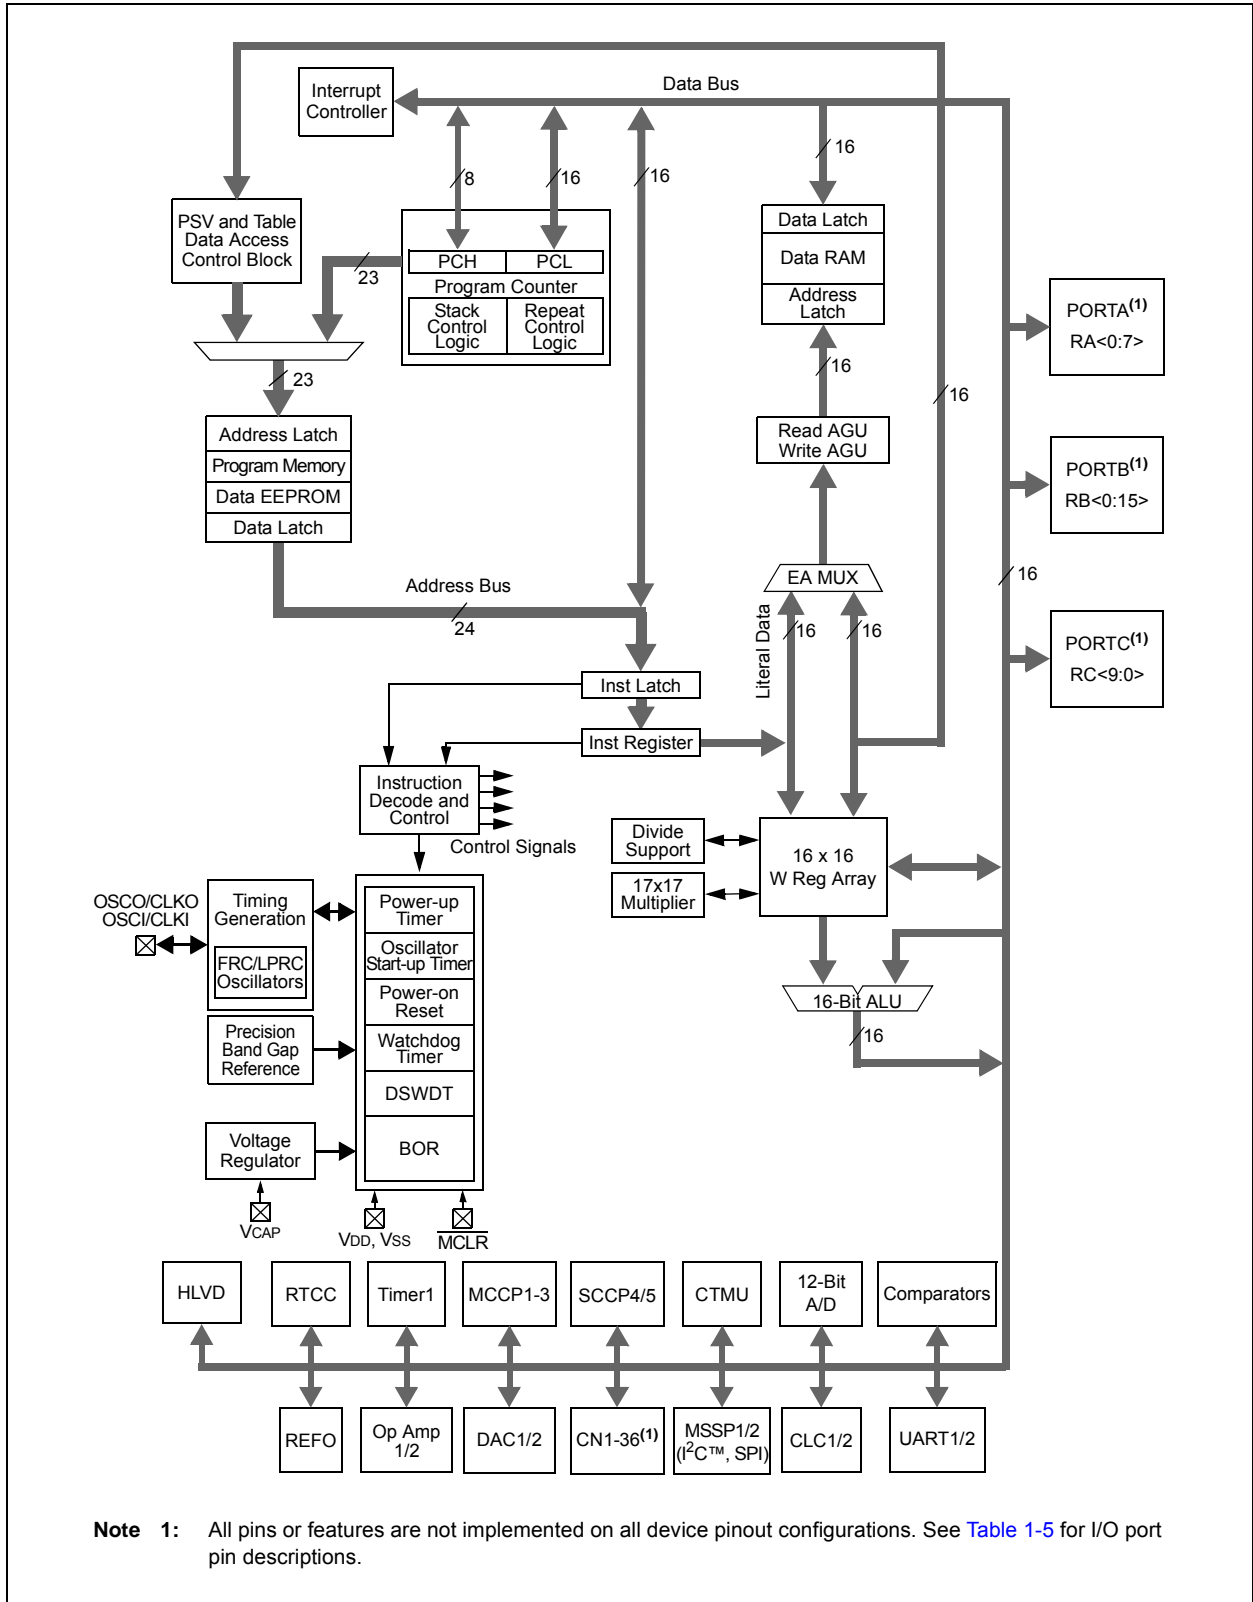 Data Bus
Interrupt
Controller
8
16
16
16
PSV and Table
Data Access
Control Block
23
PCH
PCL
Program Counter
Stack
Control
Logic
Repeat
Control
Logic
Data Latch
Data RAM
Address
Latch
PORTA(1)
RA<0:7>
23
16
16
Address Latch
Program Memory
Data EEPROM
Data Latch
Read AGU
Write AGU
PORTB(1)
RB<0:15>
EA MUX
16
Address Bus
24
Literal Data
16
16
PORTC(1)
RC<9:0>
Inst Latch
Inst Register
Instruction
Decode and
Control
Control Signals
Divide
Support
17x17
Multiplier
16 x 16
W Reg Array
OSCO/CLKO
OSCI/CLKI
Timing
Generation
FRC/LPRC
Oscillators
Power-up
Timer
Oscillator
Start-up Timer
Power-on
Reset
Watchdog
Timer
DSWDT
BOR
16-Bit ALU
16
Precision
Band Gap
Reference
Voltage
Regulator
VCAP
VDD, VSS
MCLR
HLVD
RTCC
Timer1
MCCP1-3
SCCP4/5
CTMU
12-Bit
A/D
Comparators
REFO
Op Amp
1/2
DAC1/2
CN1-36(1)
MSSP1/2
(I2C™, SPI)
CLC1/2
UART1/2
Note 1: All pins or features are not implemented on all device pinout configurations. See Table 1-5 for I/O port
pin descriptions.